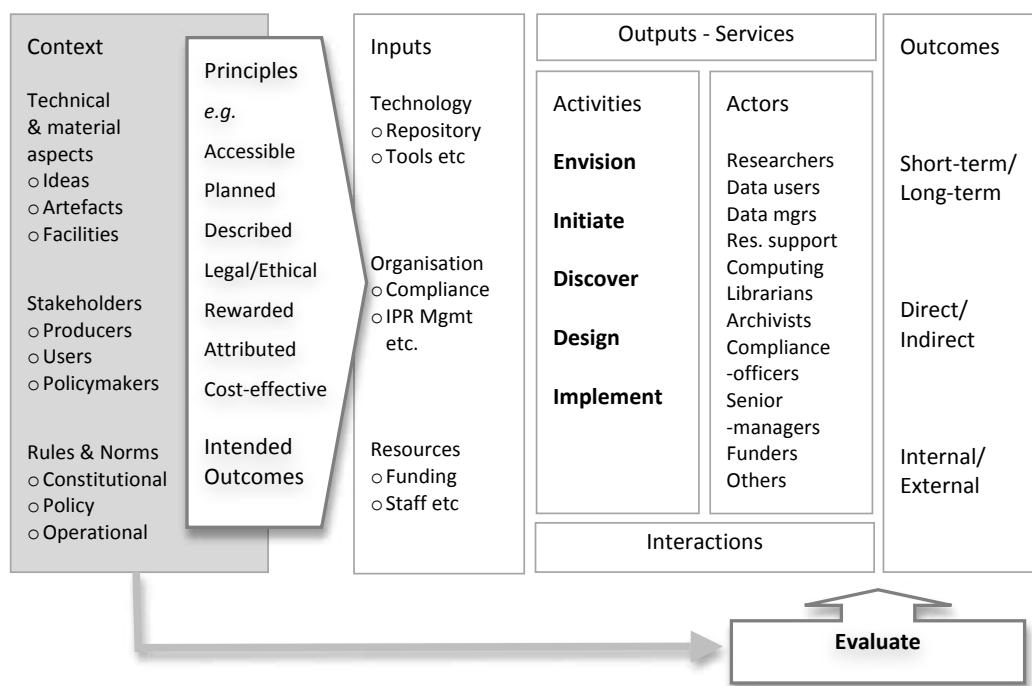 Context
Technical
& material
aspects
o Ideas
o Artefacts
o Facilities
Stakeholders
o Producers
o Users
o Policymakers
Rules & Norms
o Constitutional
o Policy
o Operational
Principles
e.g.
Accessible
Planned
Described
Legal/Ethical
Rewarded
Attributed
Cost-effective
Intended
Outcomes
Inputs
Technology
o Repository
o Tools etc
Organisation
o Compliance
o IPR Mgmt
etc.
Resources
o Funding
o Staff etc
Outputs - Services
Activities
Envision
Initiate
Discover
Design
Implement
Actors
Researchers
Data users
Data mgrs
Res. support
Computing
Librarians
Archivists
Compliance
-officers
Senior
-managers
Funders
Others
Interactions
Outcomes
Short-term/
Long-term
Direct/
Indirect
Internal/
External
Evaluate